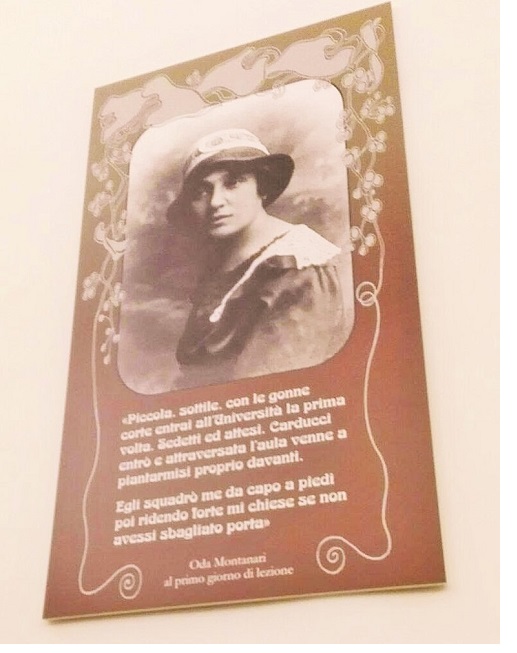 «Piccola, sottile, con le gonne
corte entrai all'Università la prima
volta. Sedetti ed attesi. Carducci
entrò e attraversata l'aula venne a
piantarmisi proprio davanti.
Egli squadrò me da capo a piedi
poi ridendo forte mi chiese se non
avessi sbagliato porta»
Oda Montanari
al primo giorno di lezione